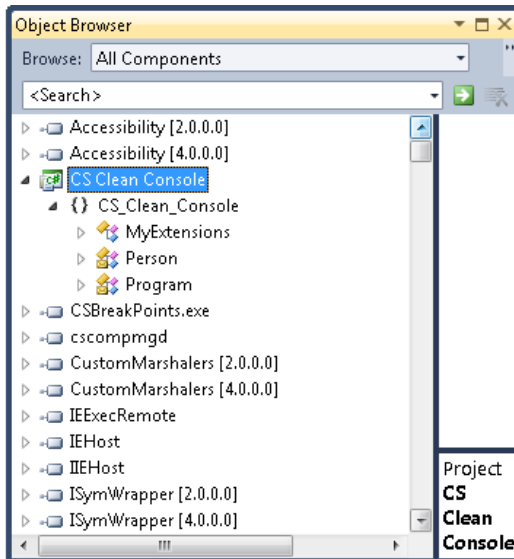 Object Browser
Browse: All Components
<Search>
Accessibility [2.0.0.0]
Accessibility [4.0.0.0]
C# CS Clean Console
{} CS_Clean_Console
MyExtensions
Person
Program
CSBreakPoints.exe
cscompmgd
CustomMarshalers [2.0.0.0]
CustomMarshalers [4.0.0.0]
IEExecRemote
IEHost
IIEHost
ISymWrapper [2.0.0.0]
ISymWrapper [4.0.0.0]
Project
CS
Clean
Console